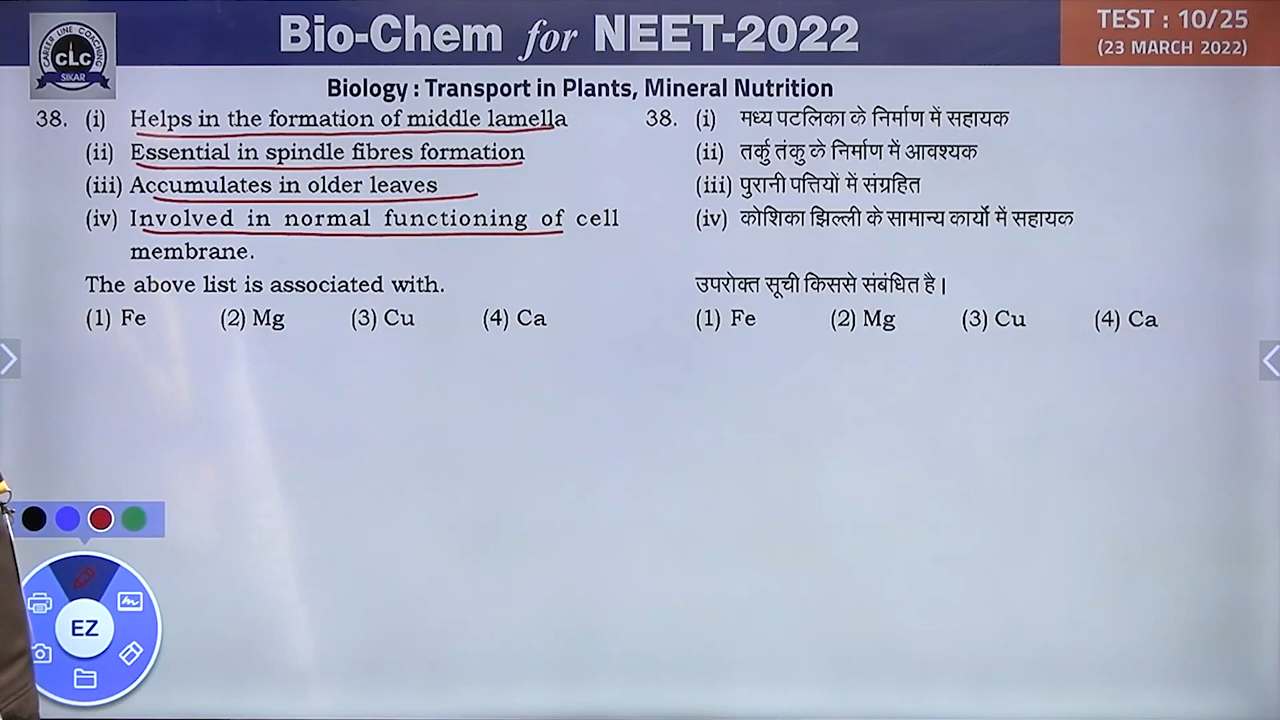 CAREER LINE COACHING
CLC
SIKAR
Bio-Chem for NEET-2022
TEST : 10/25
(23 MARCH 2022)
Biology : Transport in Plants, Mineral Nutrition
38. (i) Helps in the formation of middle lamella
(ii) Essential in spindle fibres formation
(iii) Accumulates in older leaves
(iv) Involved in normal functioning of cell
membrane.
The above list is associated with.
(1) Fe (2) Mg (3) Cu (4) Ca
38. (i) मध्य पटलिका के निर्माण में सहायक
(ii) तर्कु तंकु के निर्माण में आवश्यक
(iii) पुरानी पत्तियों में संग्रहित
(iv) कोशिका झिल्ली के सामान्य कार्यो में सहायक
उपरोक्त सूची किससे संबंधित है।
(1) Fe (2) Mg (3) Cu (4) Ca
EZ